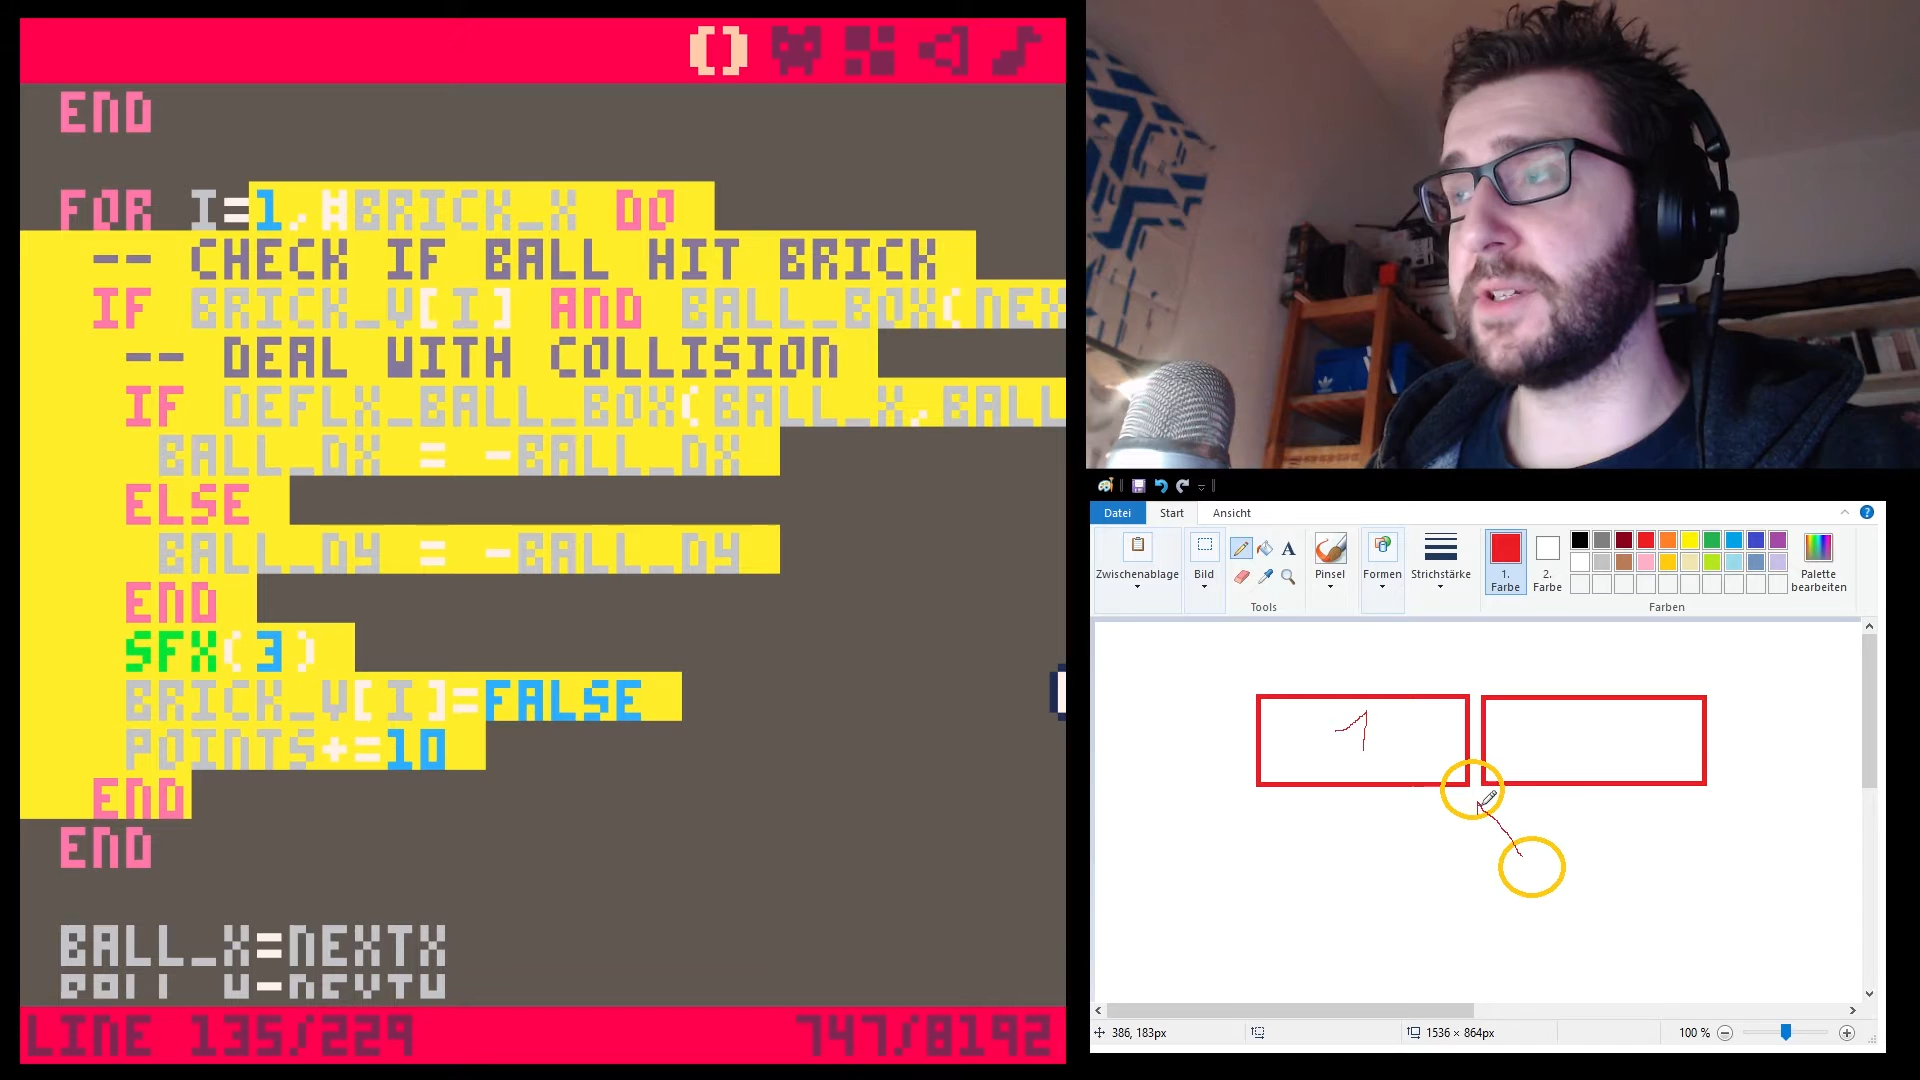 END
FOR I=1,#BRICK_X DO
-- CHECK IF BALL HIT BRICK
IF BRICK_V[I] AND BALL_BOX(NEX
-- DEAL WITH COLLISION
IF DEFLX_BALL_BOX(BALL_X,BALL
BALL_DX = -BALL_DX
ELSE
BALL_DY = -BALL_DY
END
SFX(3)
BRICK_V[I]=FALSE
POINTS+=10
END
END
BALL_X=NEXTX
BALL_Y=NEXTY
LINE 135/229
747/8192
Datei Start Ansicht
Zwischenablage
Bild
A
Tools
Pinsel
Formen
Strichstärke
1. Farbe
2. Farbe
Palette bearbeiten
Farben
1
386, 183px
1536 × 864px
100 %